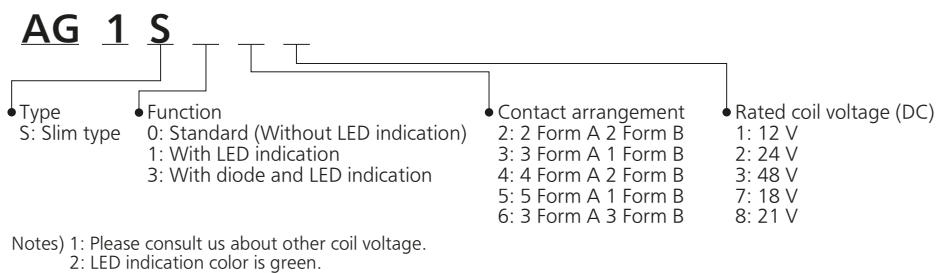 AG 1 S
Type
S: Slim type
Function
0: Standard (Without LED indication)
1: With LED indication
3: With diode and LED indication
Contact arrangement
2: 2 Form A 2 Form B
3: 3 Form A 1 Form B
4: 4 Form A 2 Form B
5: 5 Form A 1 Form B
6: 3 Form A 3 Form B
Rated coil voltage (DC)
1: 12 V
2: 24 V
3: 48 V
7: 18 V
8: 21 V
Notes) 1: Please consult us about other coil voltage.
2: LED indication color is green.